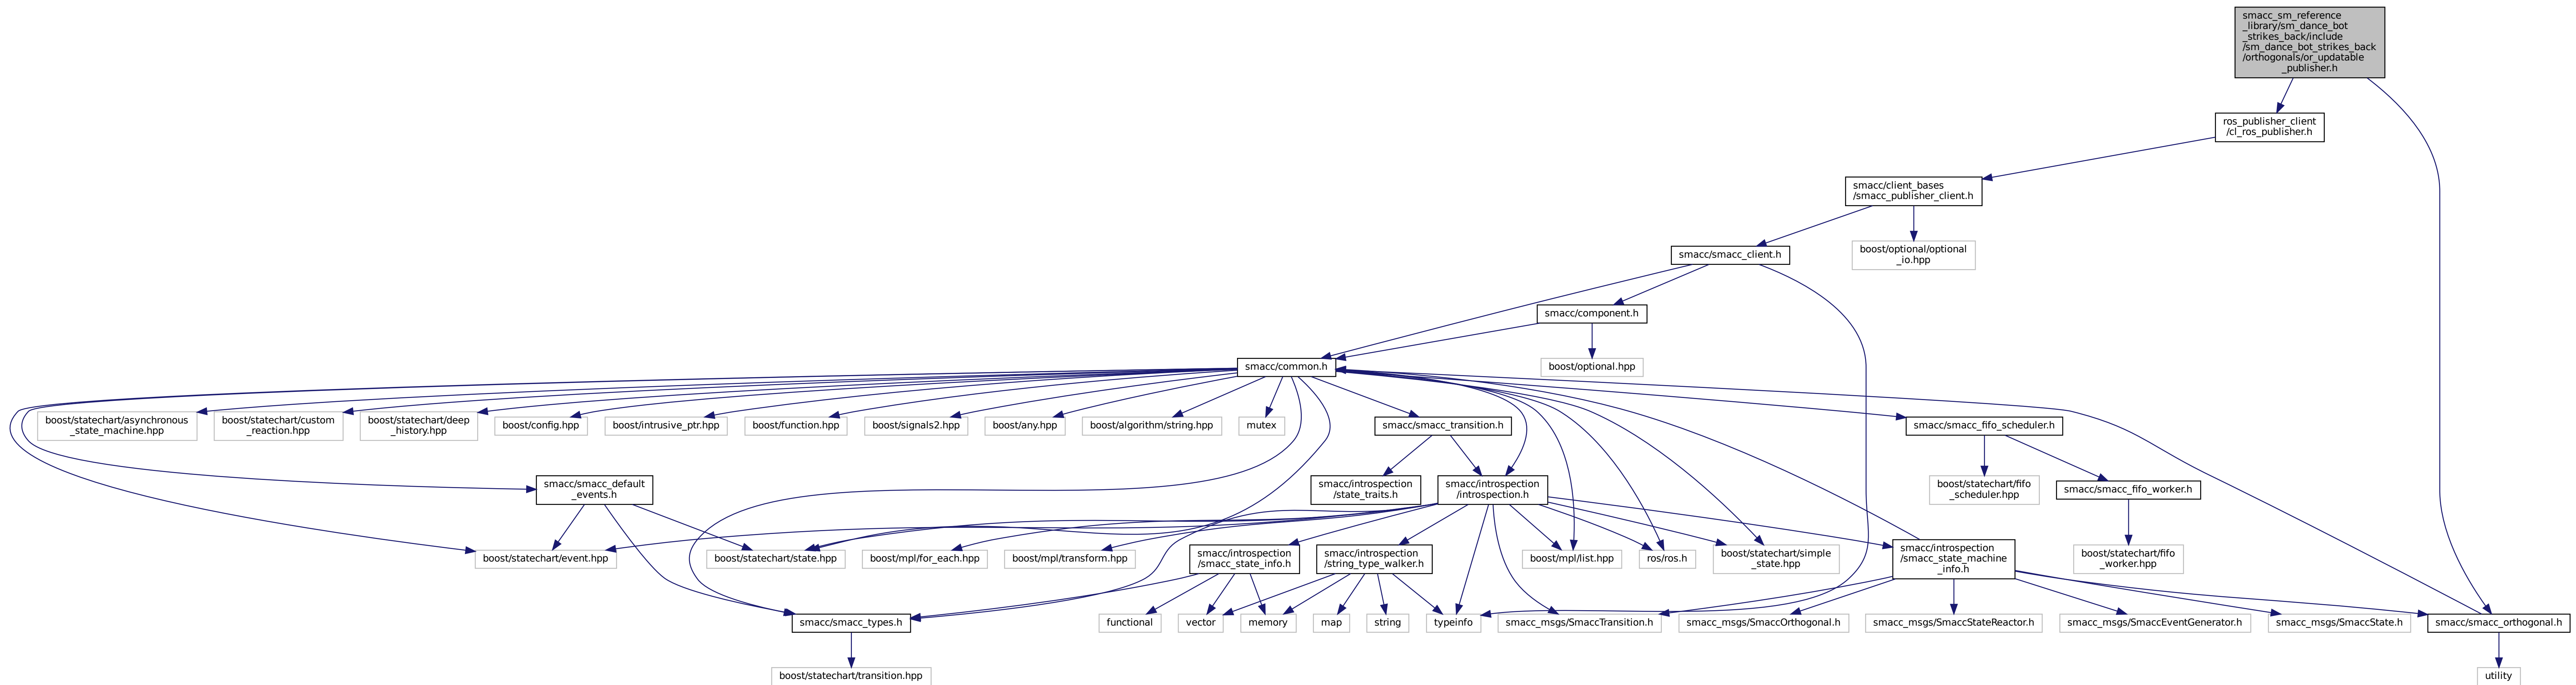 smacc_sm_reference
_library/sm_dance_bot
_strikes_back/include
/sm_dance_bot_strikes_back
/orthogonals/or_updatable
_publisher.h
ros_publisher_client
/cl_ros_publisher.h
smacc/client_bases
/smacc_publisher_client.h
smacc/smacc_client.h
boost/optional/optional
_io.hpp
smacc/component.h
smacc/common.h
boost/optional.hpp
boost/statechart/asynchronous
_state_machine.hpp
boost/statechart/custom
_reaction.hpp
boost/statechart/deep
_history.hpp
boost/config.hpp
boost/intrusive_ptr.hpp
boost/function.hpp
boost/signals2.hpp
boost/any.hpp
boost/algorithm/string.hpp
mutex
smacc/smacc_transition.h
smacc/smacc_fifo_scheduler.h
smacc/smacc_default
_events.h
smacc/introspection
/state_traits.h
smacc/introspection
/introspection.h
boost/statechart/fifo
_scheduler.hpp
smacc/smacc_fifo_worker.h
boost/statechart/event.hpp
boost/statechart/state.hpp
boost/mpl/for_each.hpp
boost/mpl/transform.hpp
smacc/introspection
/smacc_state_info.h
smacc/introspection
/string_type_walker.h
boost/mpl/list.hpp
ros/ros.h
boost/statechart/simple
_state.hpp
smacc/introspection
/smacc_state_machine
_info.h
boost/statechart/fifo
_worker.hpp
smacc/smacc_types.h
functional
vector
memory
map
string
typeinfo
smacc_msgs/SmaccTransition.h
smacc_msgs/SmaccOrthogonal.h
smacc_msgs/SmaccStateReactor.h
smacc_msgs/SmaccEventGenerator.h
smacc_msgs/SmaccState.h
smacc/smacc_orthogonal.h
boost/statechart/transition.hpp
utility